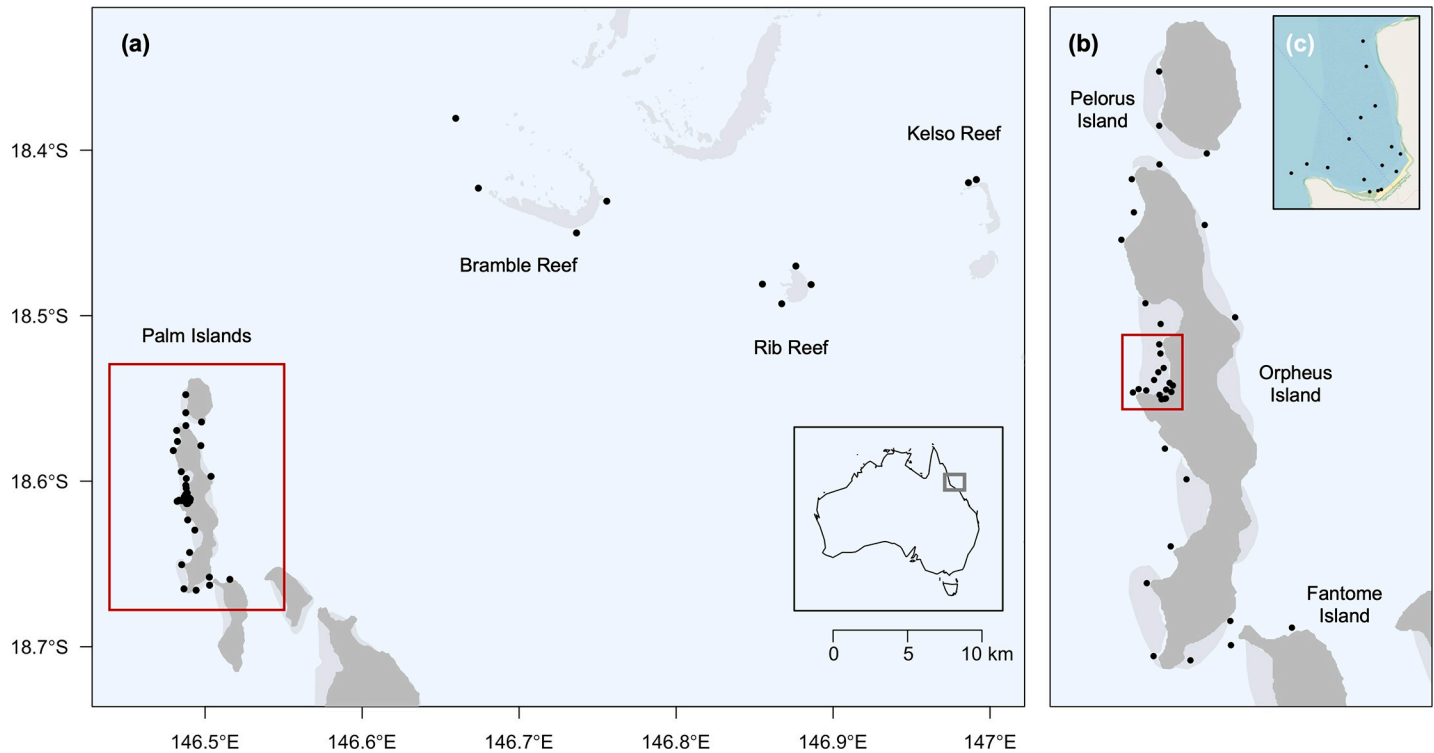 (a)
18.4°S
18.5°S
18.6°S
18.7°S
146.5°E
146.6°E
146.7°E
146.8°E
146.9°E
147°E
Kelso Reef
Bramble Reef
Rib Reef
Palm Islands
0
5
10 km
(b)
(c)
Pelorus
Island
Orpheus
Island
Fantome
Island